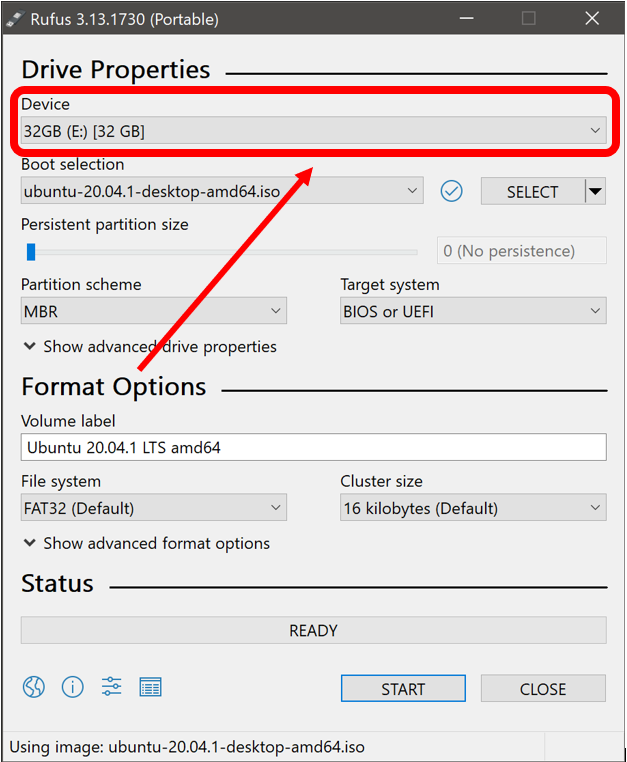 Rufus 3.13.1730 (Portable)
Drive Properties
Device
32GB (E:) [32 GB]
Boot selection
ubuntu-20.04.1-desktop-amd64.iso
SELECT
Persistent partition size
0 (No persistence)
Partition scheme
Target system
MBR
BIOS or UEFI
Show advanced drive properties
Format Options
Volume label
Ubuntu 20.04.1 LTS amd64
File system
Cluster size
FAT32 (Default)
16 kilobytes (Default)
Show advanced format options
Status
READY
START
CLOSE
Using image: ubuntu-20.04.1-desktop-amd64.iso